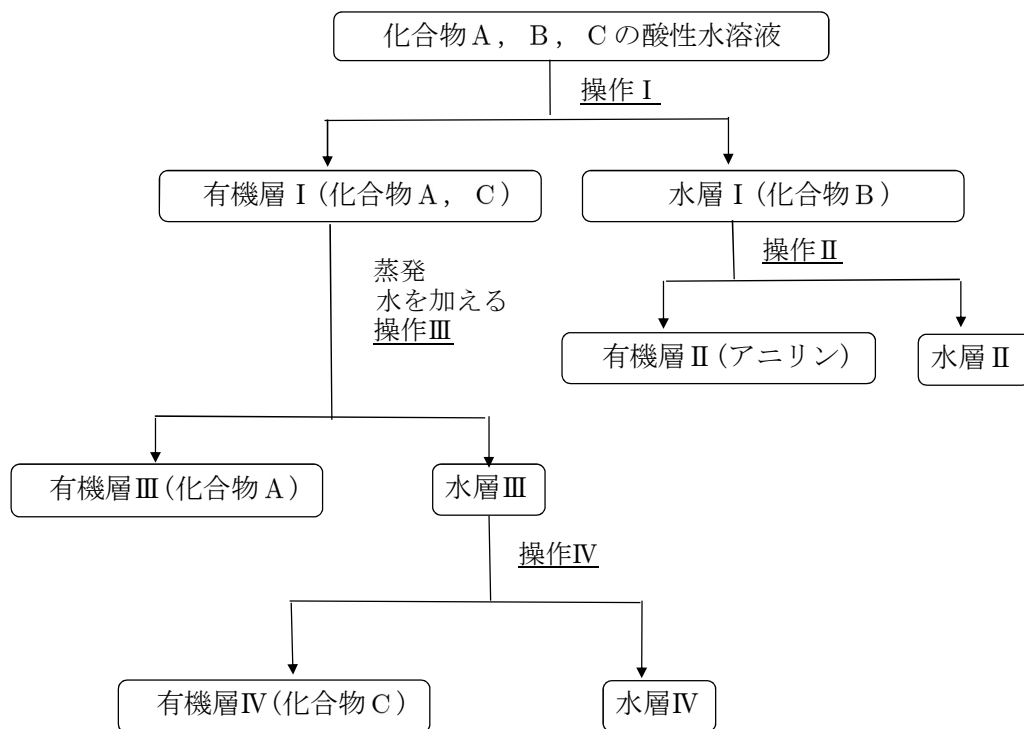 化合物A, B, Cの酸性水溶液
操作Ⅰ
有機層Ⅰ(化合物A, C)
水層Ⅰ(化合物B)
操作Ⅱ
蒸発
水を加える
操作Ⅲ
有機層Ⅱ(アニリン)
水層Ⅱ
有機層Ⅲ(化合物A)
水層Ⅲ
操作Ⅳ
有機層Ⅳ(化合物C)
水層Ⅳ